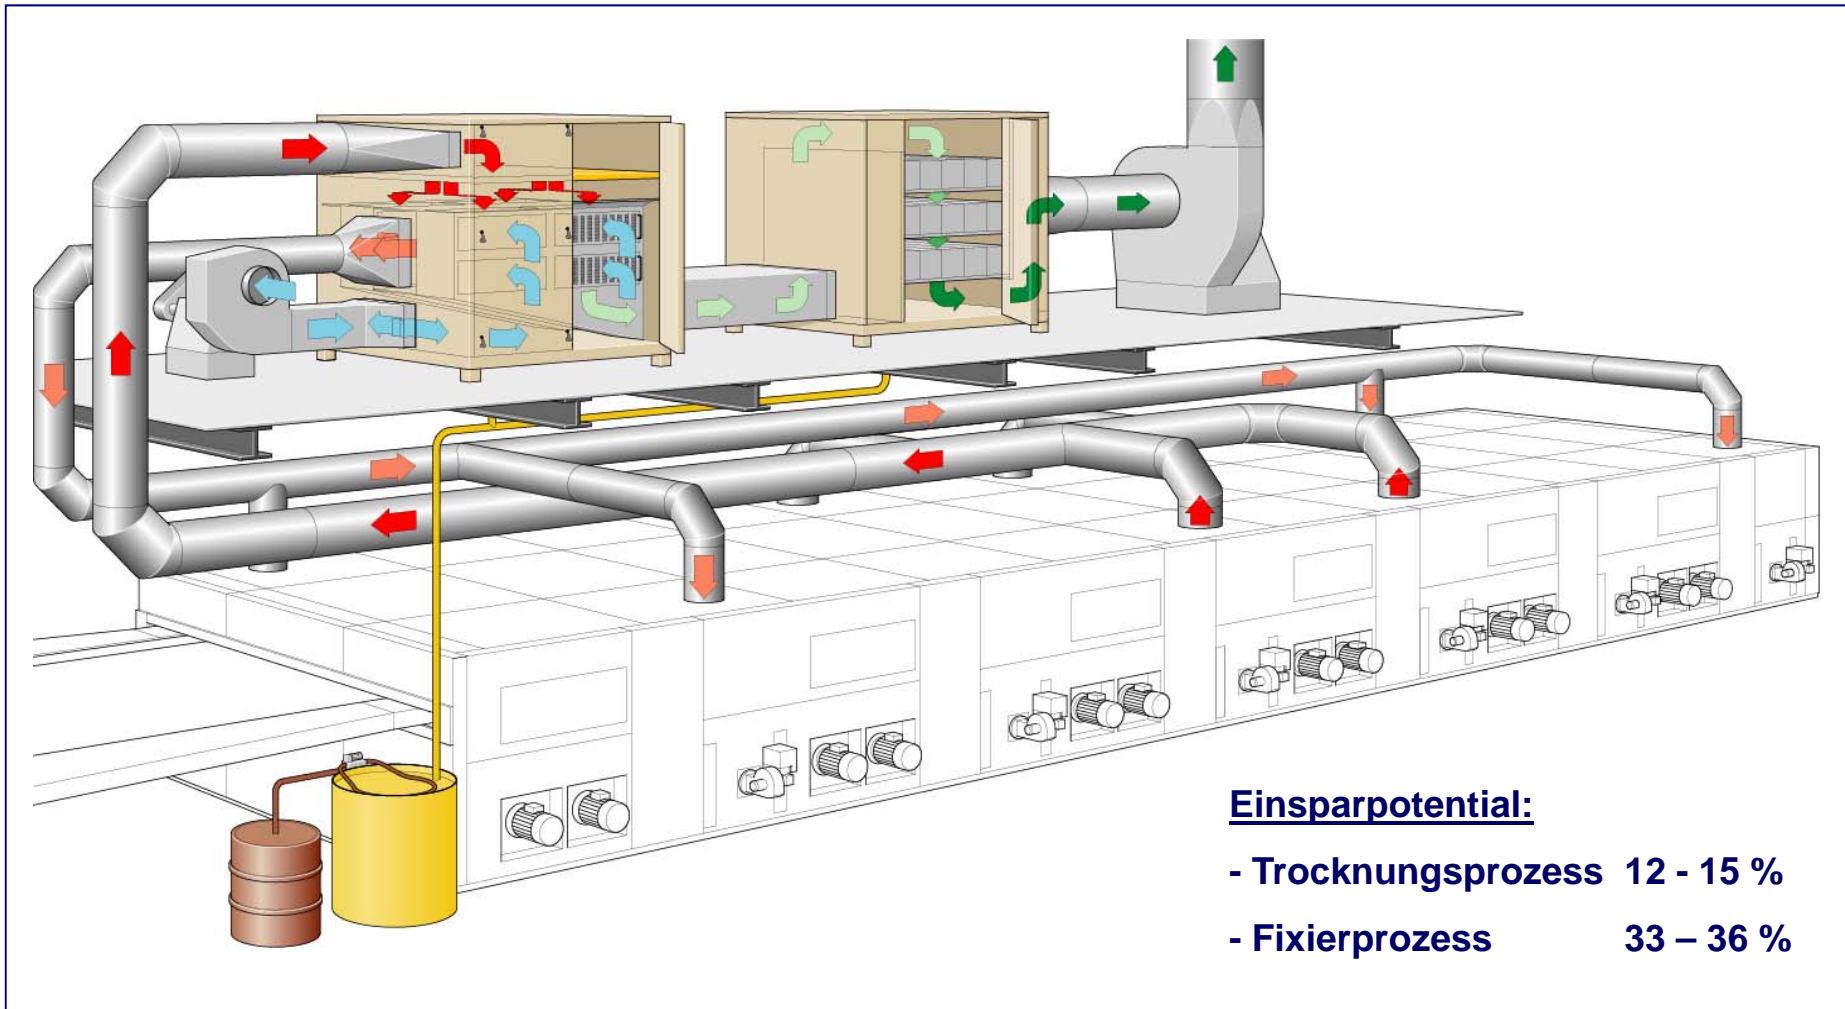 Einsparpotential:
- Trocknungsprozess 12 - 15 %
- Fixierprozess 33 – 36 %